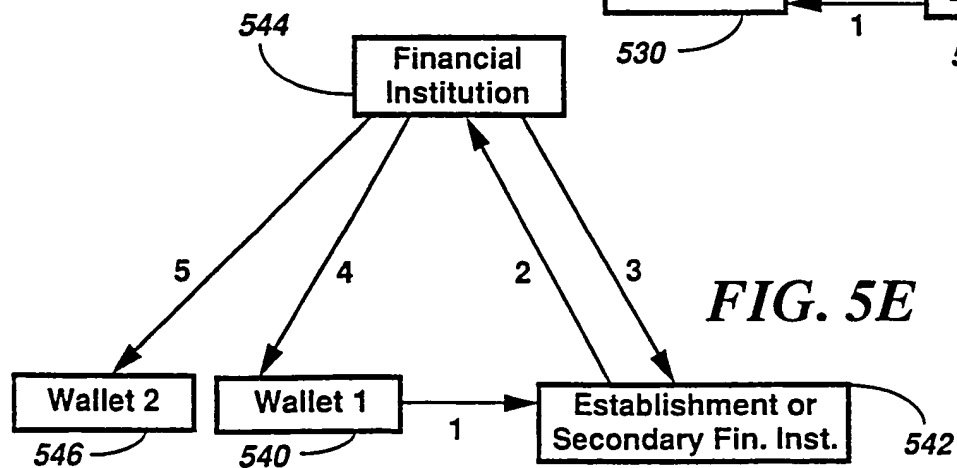 544
530
1
5
Financial
Institution
5
4
2
3
FIG. 5E
Wallet 2
Wallet 1
1
Establishment or
Secondary Fin. Inst.
546
540
542